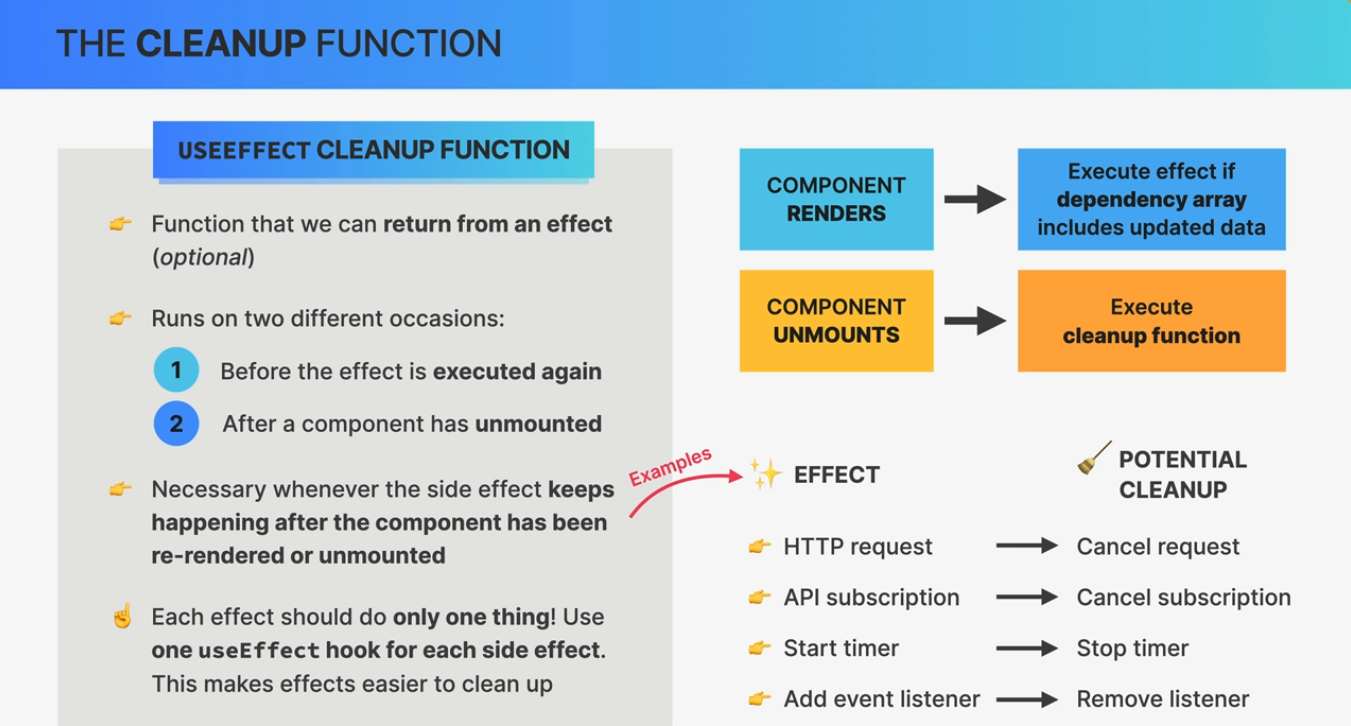 THE CLEANUP FUNCTION
USEEFFECT CLEANUP FUNCTION
Function that we can return from an effect
(optional)
Runs on two different occasions:
1 Before the effect is executed again
2 After a component has unmounted
Necessary whenever the side effect keeps
happening after the component has been
re-rendered or unmounted
Each effect should do only one thing! Use
one useEffect hook for each side effect.
This makes effects easier to clean up
COMPONENT
RENDERS
Execute effect if
dependency array
includes updated data
COMPONENT
UNMOUNTS
Execute
cleanup function
Examples
EFFECT
POTENTIAL
CLEANUP
HTTP request
Cancel request
API subscription
Cancel subscription
Start timer
Stop timer
Add event listener
Remove listener